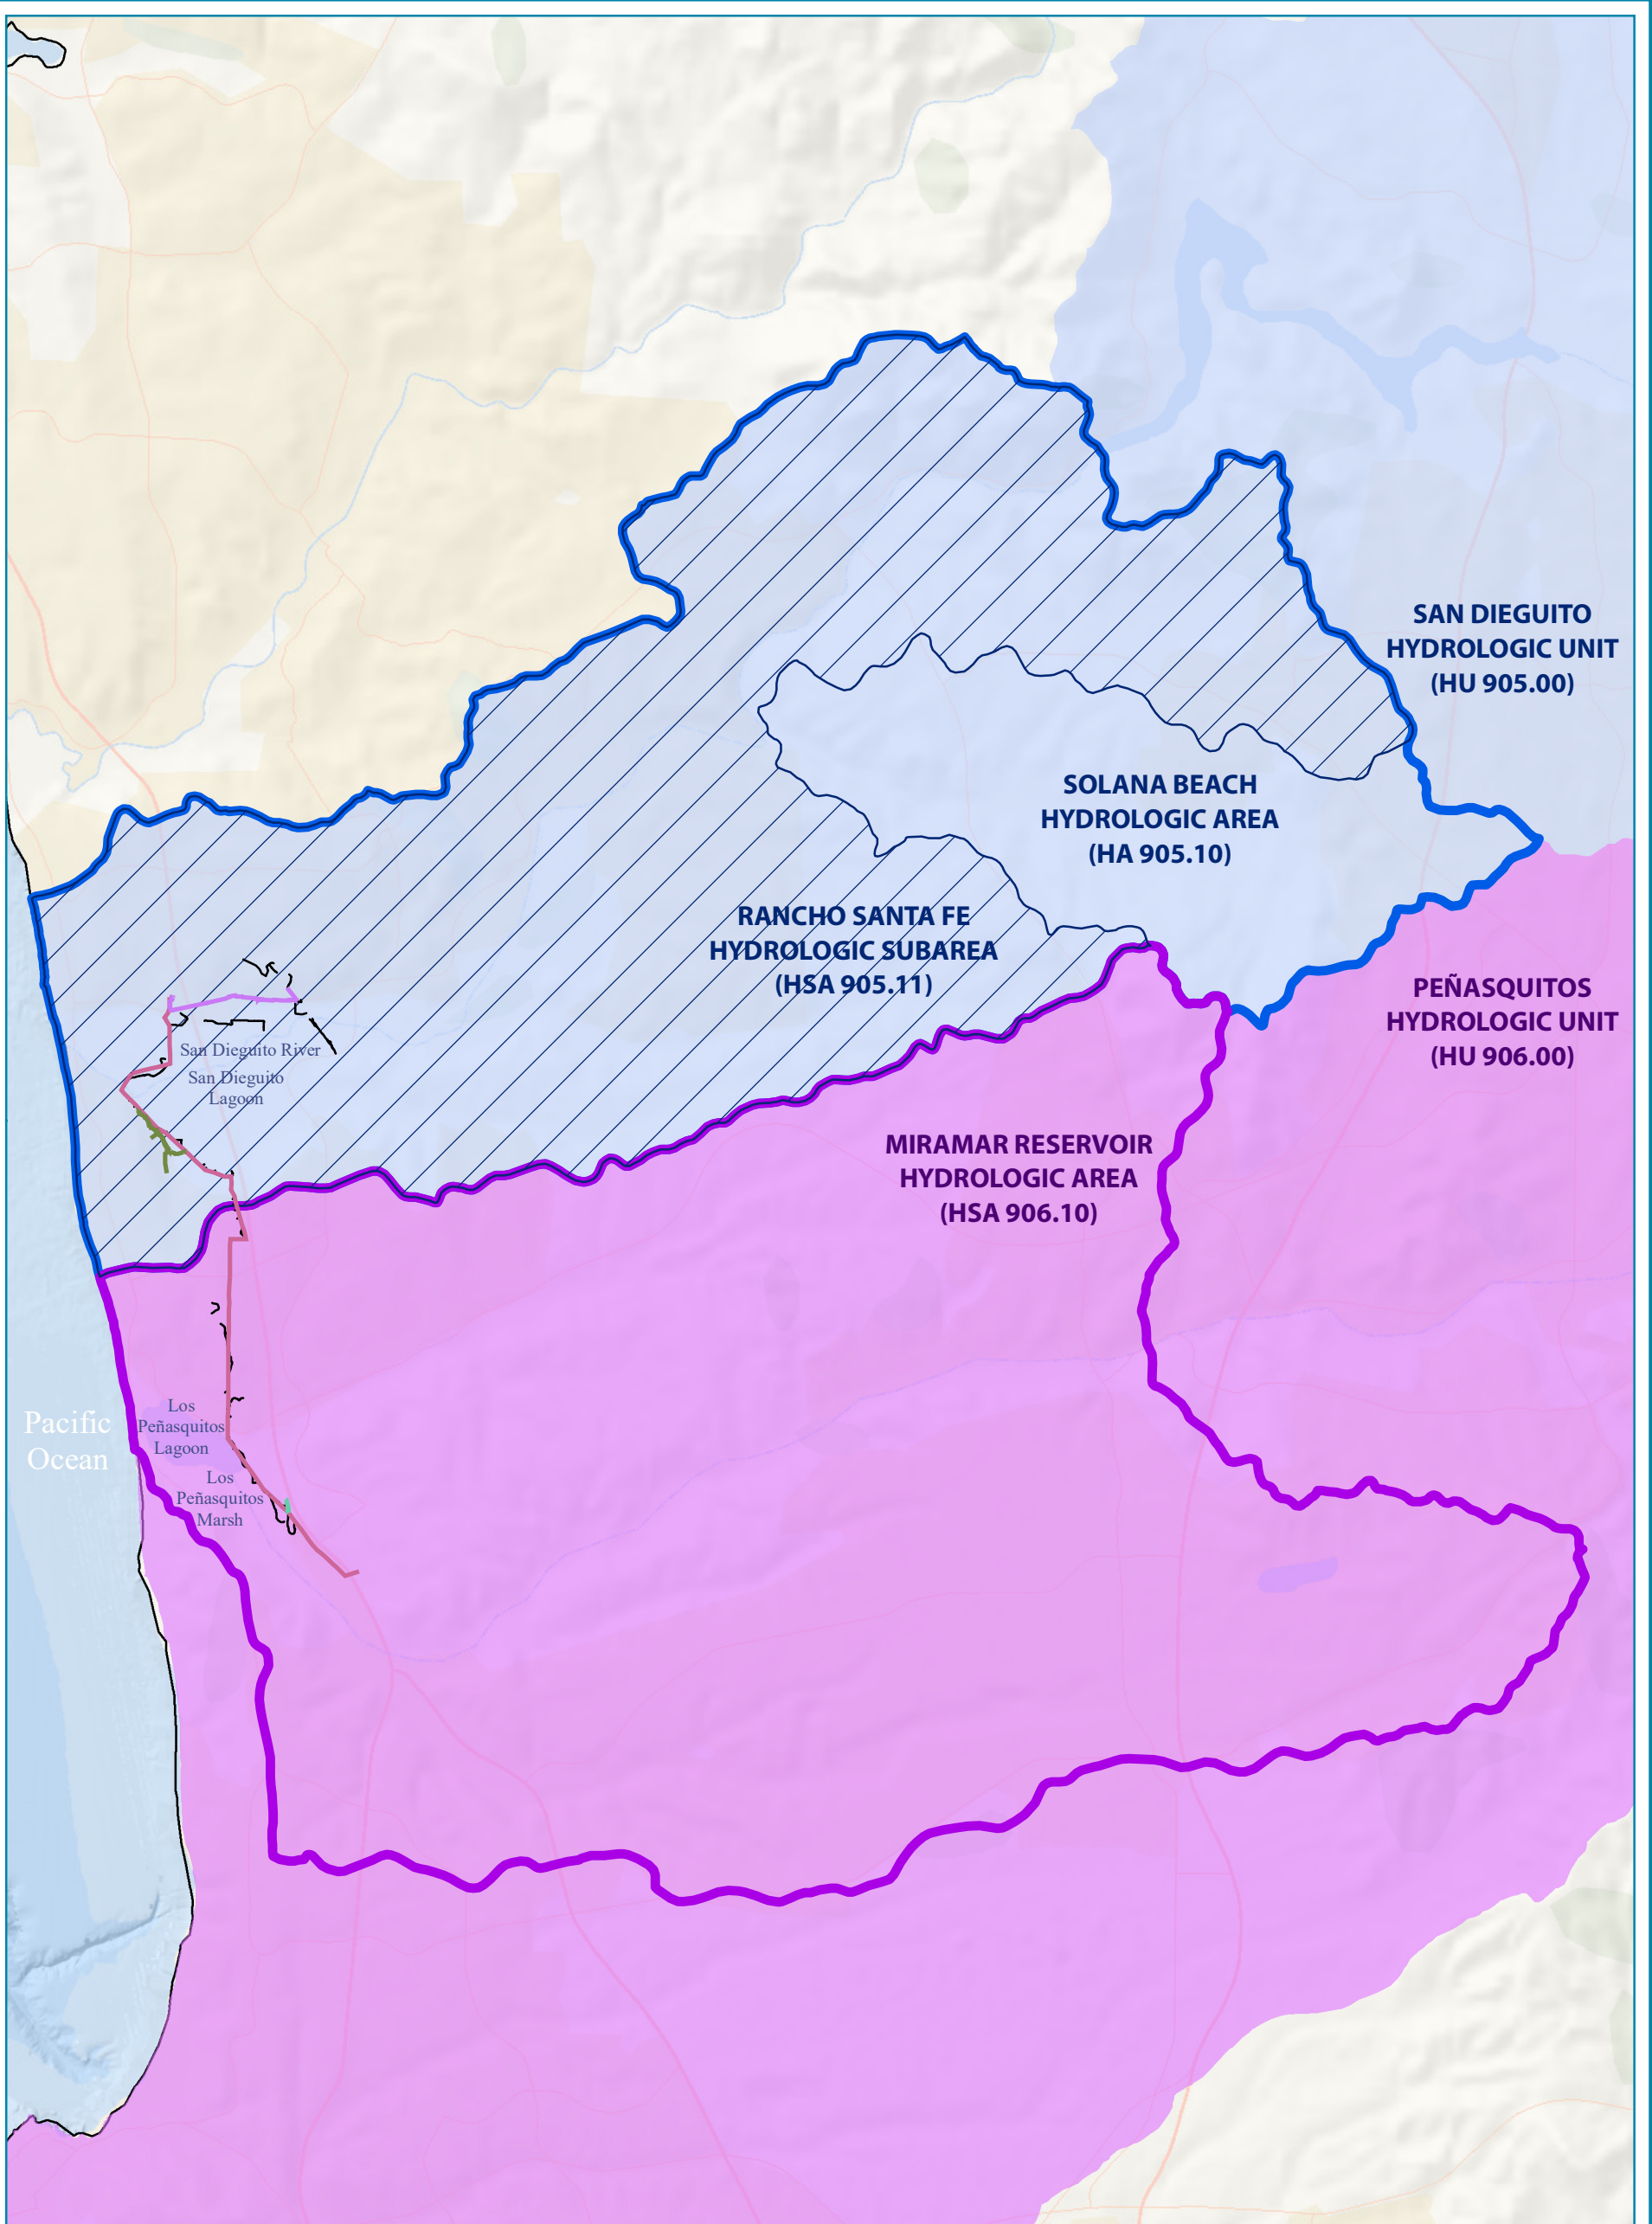 SAN DIEGUITO
HYDROLOGIC UNIT
(HU 905.00)
SOLANA BEACH
HYDROLOGIC AREA
(HA 905.10)
RANCHO SANTA FE
HYDROLOGIC SUBAREA
(HSA 905.11)
PEÑASQUITOS
HYDROLOGIC UNIT
(HU 906.00)
San Dieguito River
San Dieguito
Lagoon
MIRAMAR RESERVOIR
HYDROLOGIC AREA
(HSA 906.10)
Pacific
Ocean
Los
Peñasquitos
Lagoon
Los
Peñasquitos
Marsh